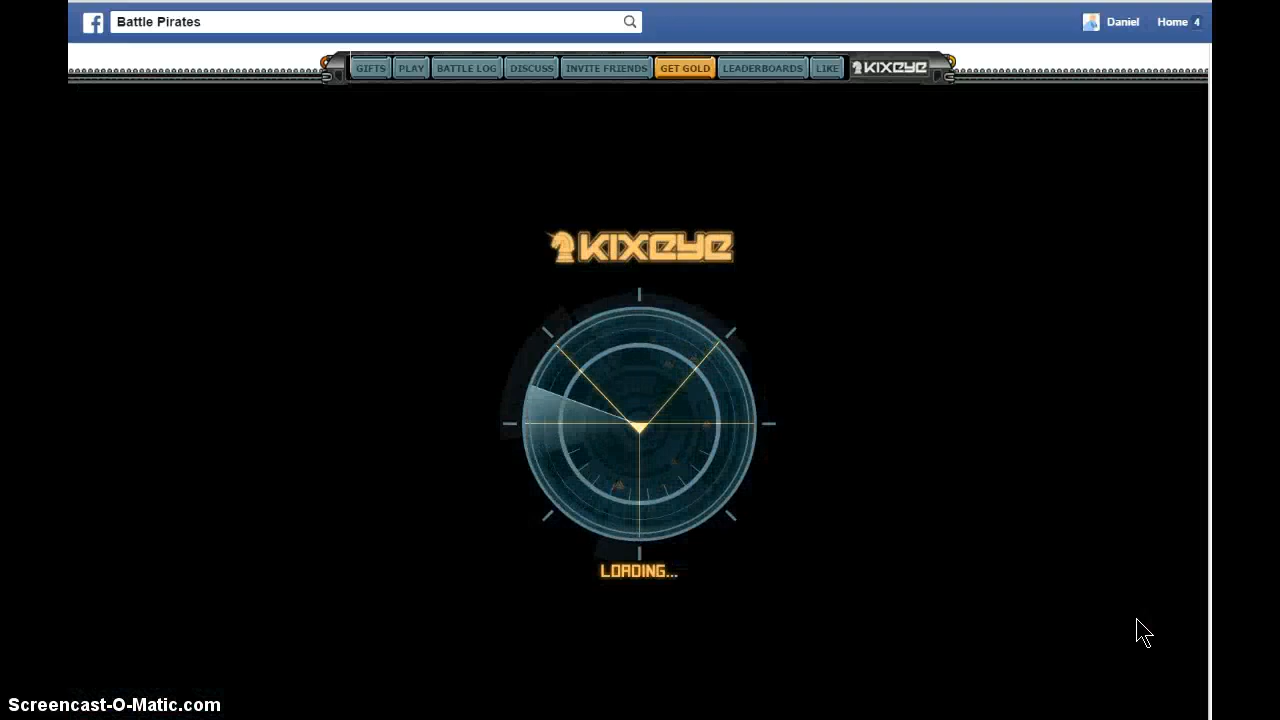 Battle Pirates
Daniel Home 4
GIFTS PLAY BATTLE LOG DISCUSS INVITE FRIENDS GET GOLD LEADERBOARDS LIKE KIXEYE
KIXEYE
LOADING...
Screencast-O-Matic.com